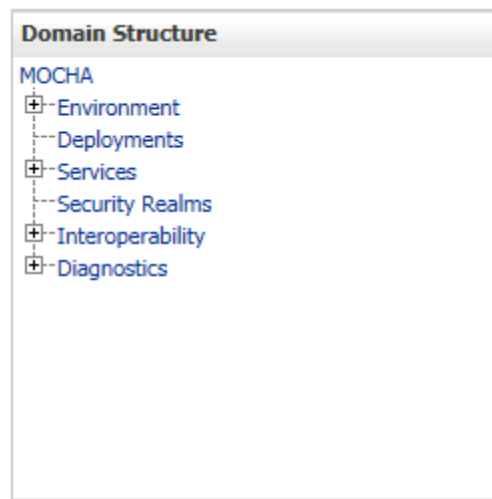 Domain Structure
MOCHA
Environment
Deployments
Services
Security Realms
Interoperability
Diagnostics